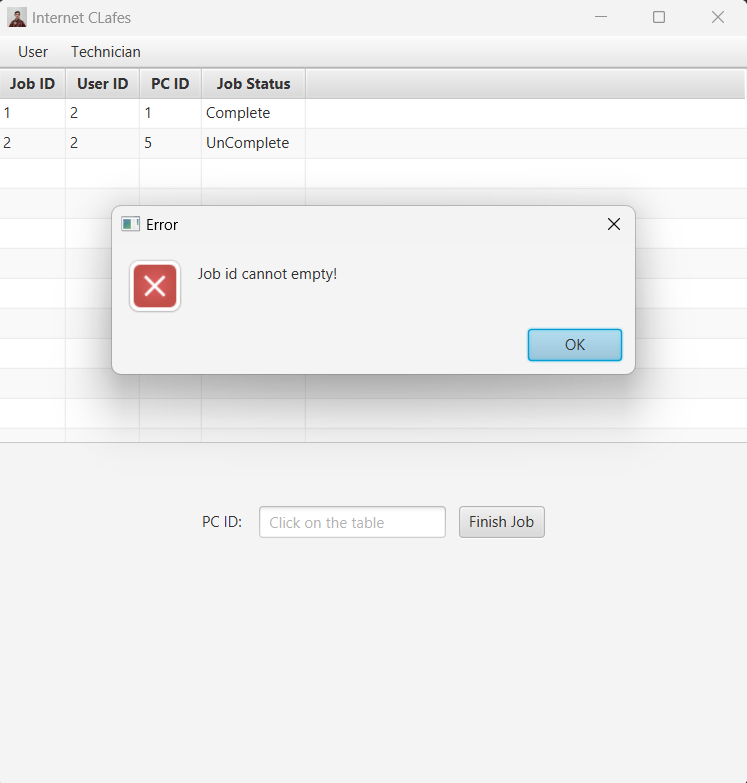 Internet CLafes
User Technician
Job ID User ID PC ID Job Status
1 2 1 Complete
2 2 5 UnComplete
Error
Job id cannot empty!
OK
PC ID: Click on the table Finish Job